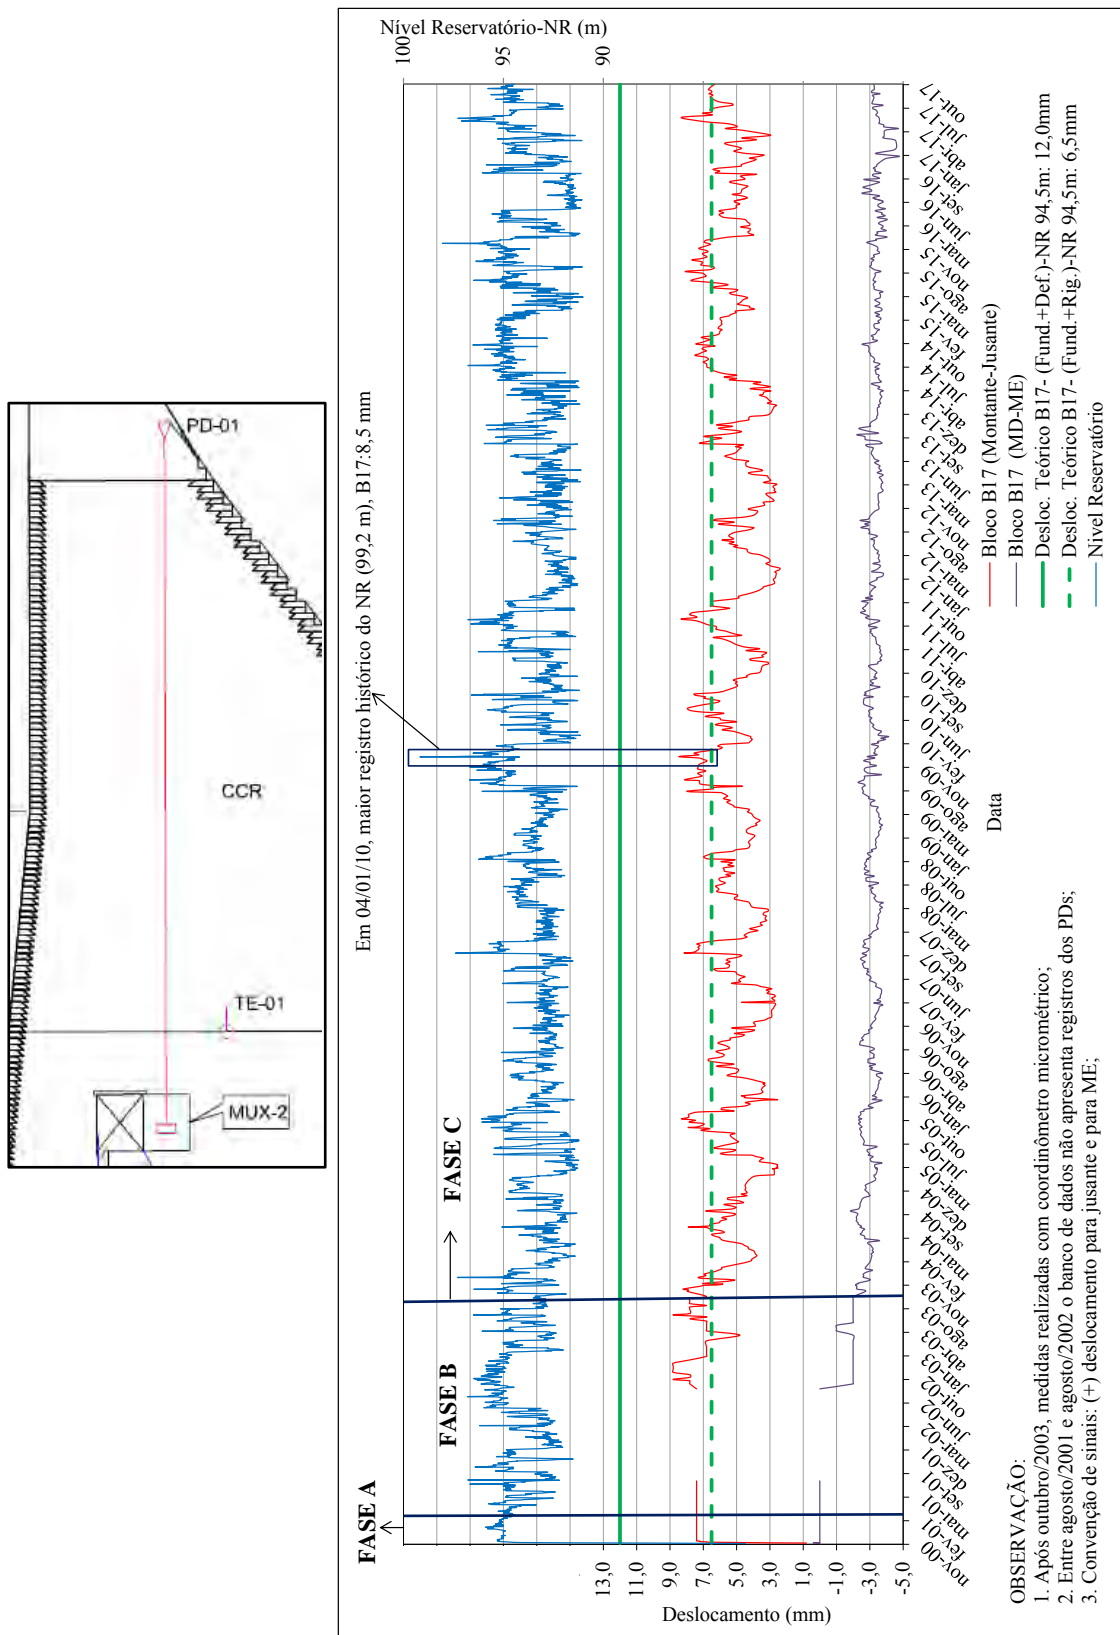 PD-01
CCR
TE-01
MUX-2
Nível Reservatório-NR (m)
100
95
90
Em 04/01/10, maior registro histórico do NR (99,2 m), B17:8,5 mm
FASE A
FASE B
FASE C
13,0
11,0
9,0
7,0
5,0
3,0
1,0
-1,0
-3,0
-5,0
Deslocamento (mm)
nov-00
fev-01
mai-01
set-01
dez-01
mar-02
jun-02
out-02
jan-03
abr-03
ago-03
nov-03
fev-04
mai-04
set-04
dez-04
mar-05
jul-05
out-05
jan-06
abr-06
ago-06
nov-06
fev-07
jun-07
set-07
dez-07
mar-08
jul-08
out-08
jan-09
mai-09
ago-09
nov-09
fev-10
jun-10
set-10
dez-10
abr-11
jul-11
out-11
jan-12
mai-12
ago-12
nov-12
mar-13
jun-13
set-13
dez-13
abr-14
jul-14
out-14
fev-15
mai-15
ago-15
nov-15
mar-16
jun-16
set-16
jan-17
abr-17
jul-17
out-17
Data
Bloco B17 (Montante-Jusante)
Bloco B17 (MD-ME)
Desloc. Teórico B17- (Fund.+Def.)-NR 94,5m: 12,0mm
Desloc. Teórico B17- (Fund.+Rig.)-NR 94,5m: 6,5mm
Nível Reservatório
OBSERVAÇÃO:
1. Após outubro/2003, medidas realizadas com coordinômetro micrométrico;
2. Entre agosto/2001 e agosto/2002 o banco de dados não apresenta registros dos PDs;
3. Convenção de sinais: (+) deslocamento para jusante e para ME;